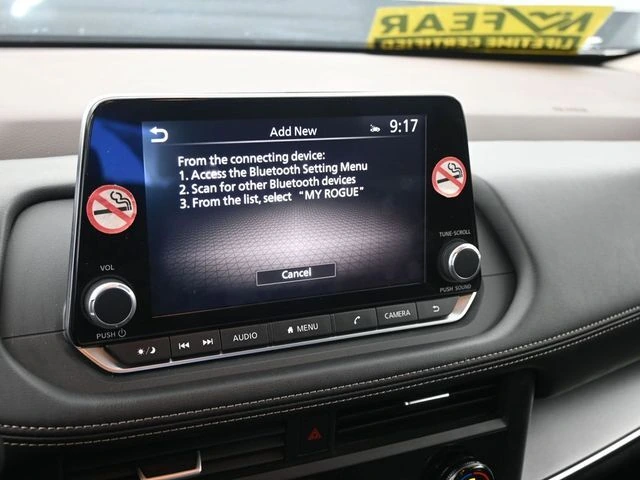 NO FEAR
LIFETIME CERTIFIED
Add New
9:17
From the connecting device:
1. Access the Bluetooth Setting Menu
2. Scan for other Bluetooth devices
3. From the list, select “MY ROGUE”
Cancel
VOL
PUSH
TUNE·SCROLL
PUSH SOUND
AUDIO
MENU
CAMERA